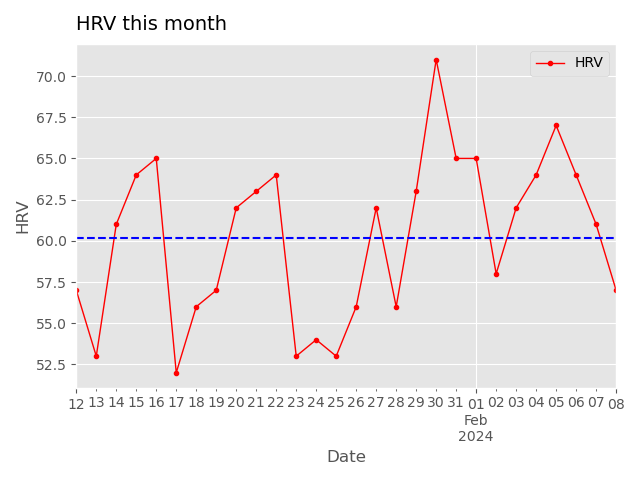 HRV this month
HRV
70.0
67.5
65.0
62.5
60.0
57.5
55.0
52.5
HRV
12 13 14 15 16 17 18 19 20 21 22 23 24 25 26 27 28 29 30 31 01 02 03 04 05 06 07 08
Feb
2024
Date